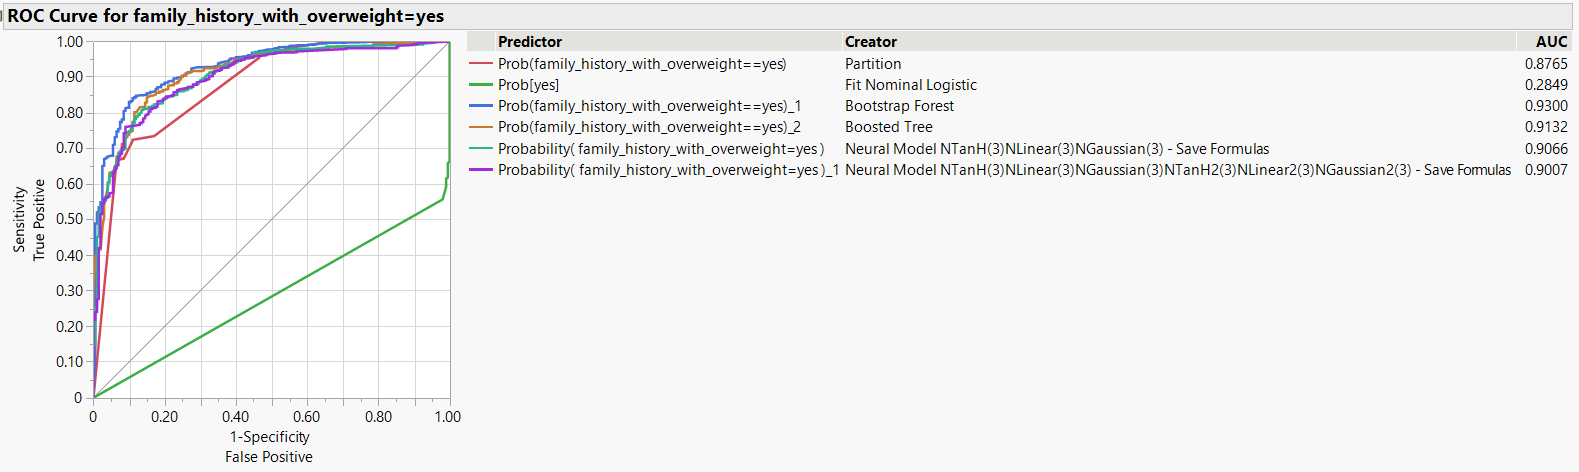 ROC Curve for family_history_with_overweight=yes
Predictor Creator AUC
Prob(family_history_with_overweight==yes) Partition 0.8765
Prob[yes] Fit Nominal Logistic 0.2849
Prob(family_history_with_overweight==yes)_1 Bootstrap Forest 0.9300
Prob(family_history_with_overweight==yes)_2 Boosted Tree 0.9132
Probability( family_history_with_overweight=yes ) Neural Model NTanH(3)NLinear(3)NGaussian(3) - Save Formulas 0.9066
Probability( family_history_with_overweight=yes )_1 Neural Model NTanH(3)NLinear(3)NGaussian(3)NTanH2(3)NLinear2(3)NGaussian2(3) - Save Formulas 0.9007
Sensitivity
True Positive
1.00
0.90
0.80
0.70
0.60
0.50
0.40
0.30
0.20
0.10
0
0 0.20 0.40 0.60 0.80 1.00
1-Specificity
False Positive